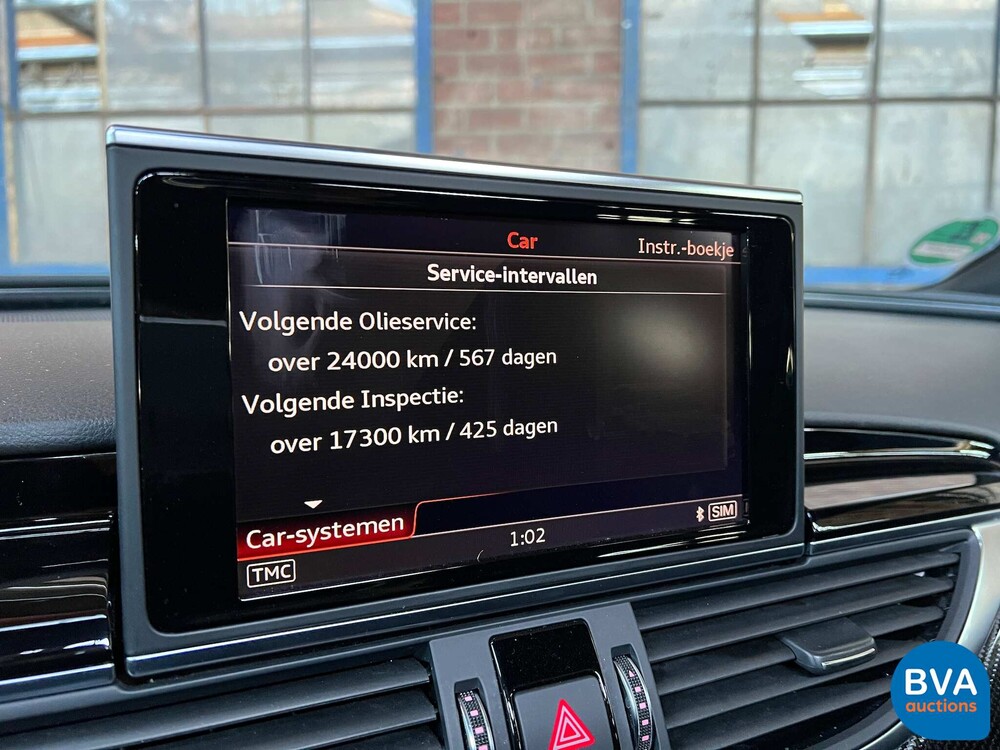 Car
Instr.-boekje
Service-intervallen
Volgende Olieservice:
over 24000 km / 567 dagen
Volgende Inspectie:
over 17300 km / 425 dagen
Car-systemen
SIM
1:02
TMC
BVA
auctions